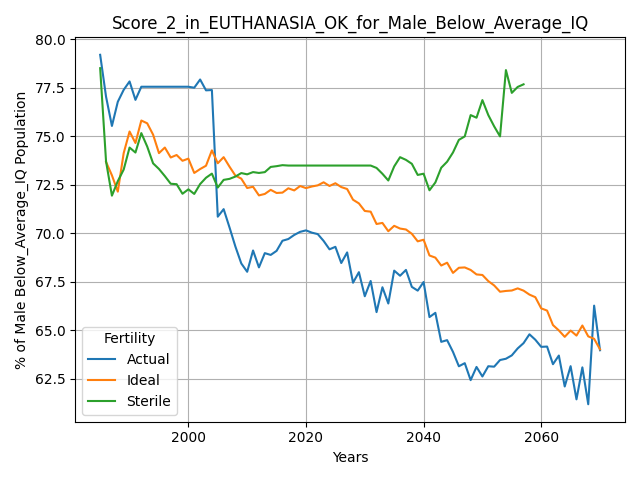 Score_2_in_EUTHANASIA_OK_for_Male_Below_Average_IQ
% of Male Below_Average_IQ Population
80.0
77.5
75.0
72.5
70.0
67.5
65.0
62.5
Fertility
Actual
Ideal
Sterile
2000
2020
2040
2060
Years